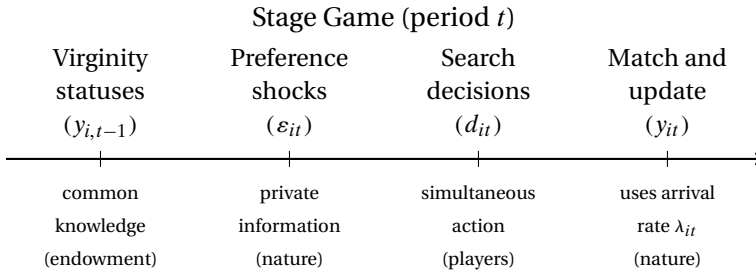 Stage Game (period t)
Virginity Preference Search Match and
statuses shocks decisions update
(y_{i,t−1}) (ε_{it}) (d_{it}) (y_{it})
common private simultaneous uses arrival
knowledge information action rate λ_{it}
(endowment) (nature) (players) (nature)